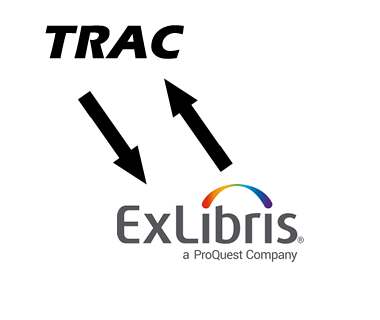 TRAC
ExLibris®
a ProQuest Company